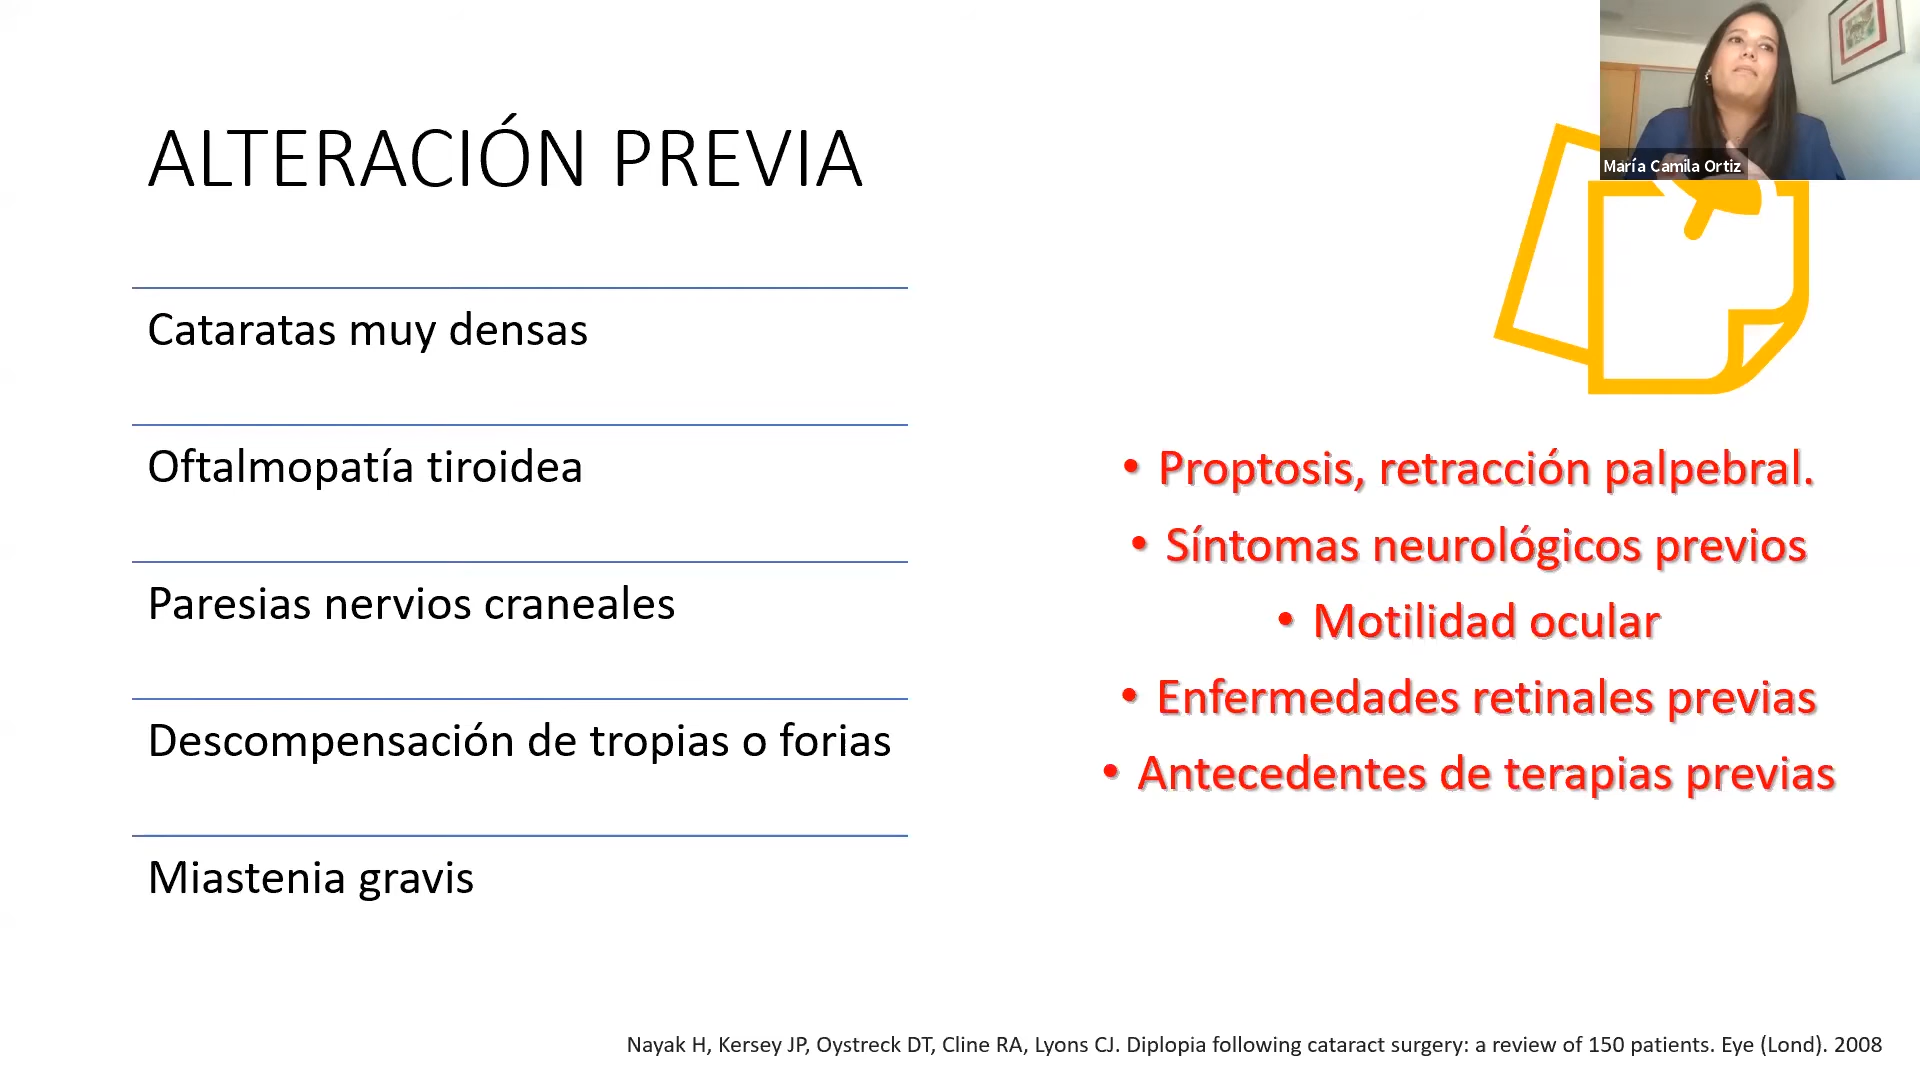 María Camila Ortiz
ALTERACIÓN PREVIA
Cataratas muy densas
Oftalmopatía tiroidea
Paresias nervios craneales
Descompensación de tropias o forias
Miastenia gravis
• Proptosis, retracción palpebral.
• Síntomas neurológicos previos
• Motilidad ocular
• Enfermedades retinales previas
• Antecedentes de terapias previas
Nayak H, Kersey JP, Oystreck DT, Cline RA, Lyons CJ. Diplopia following cataract surgery: a review of 150 patients. Eye (Lond). 2008